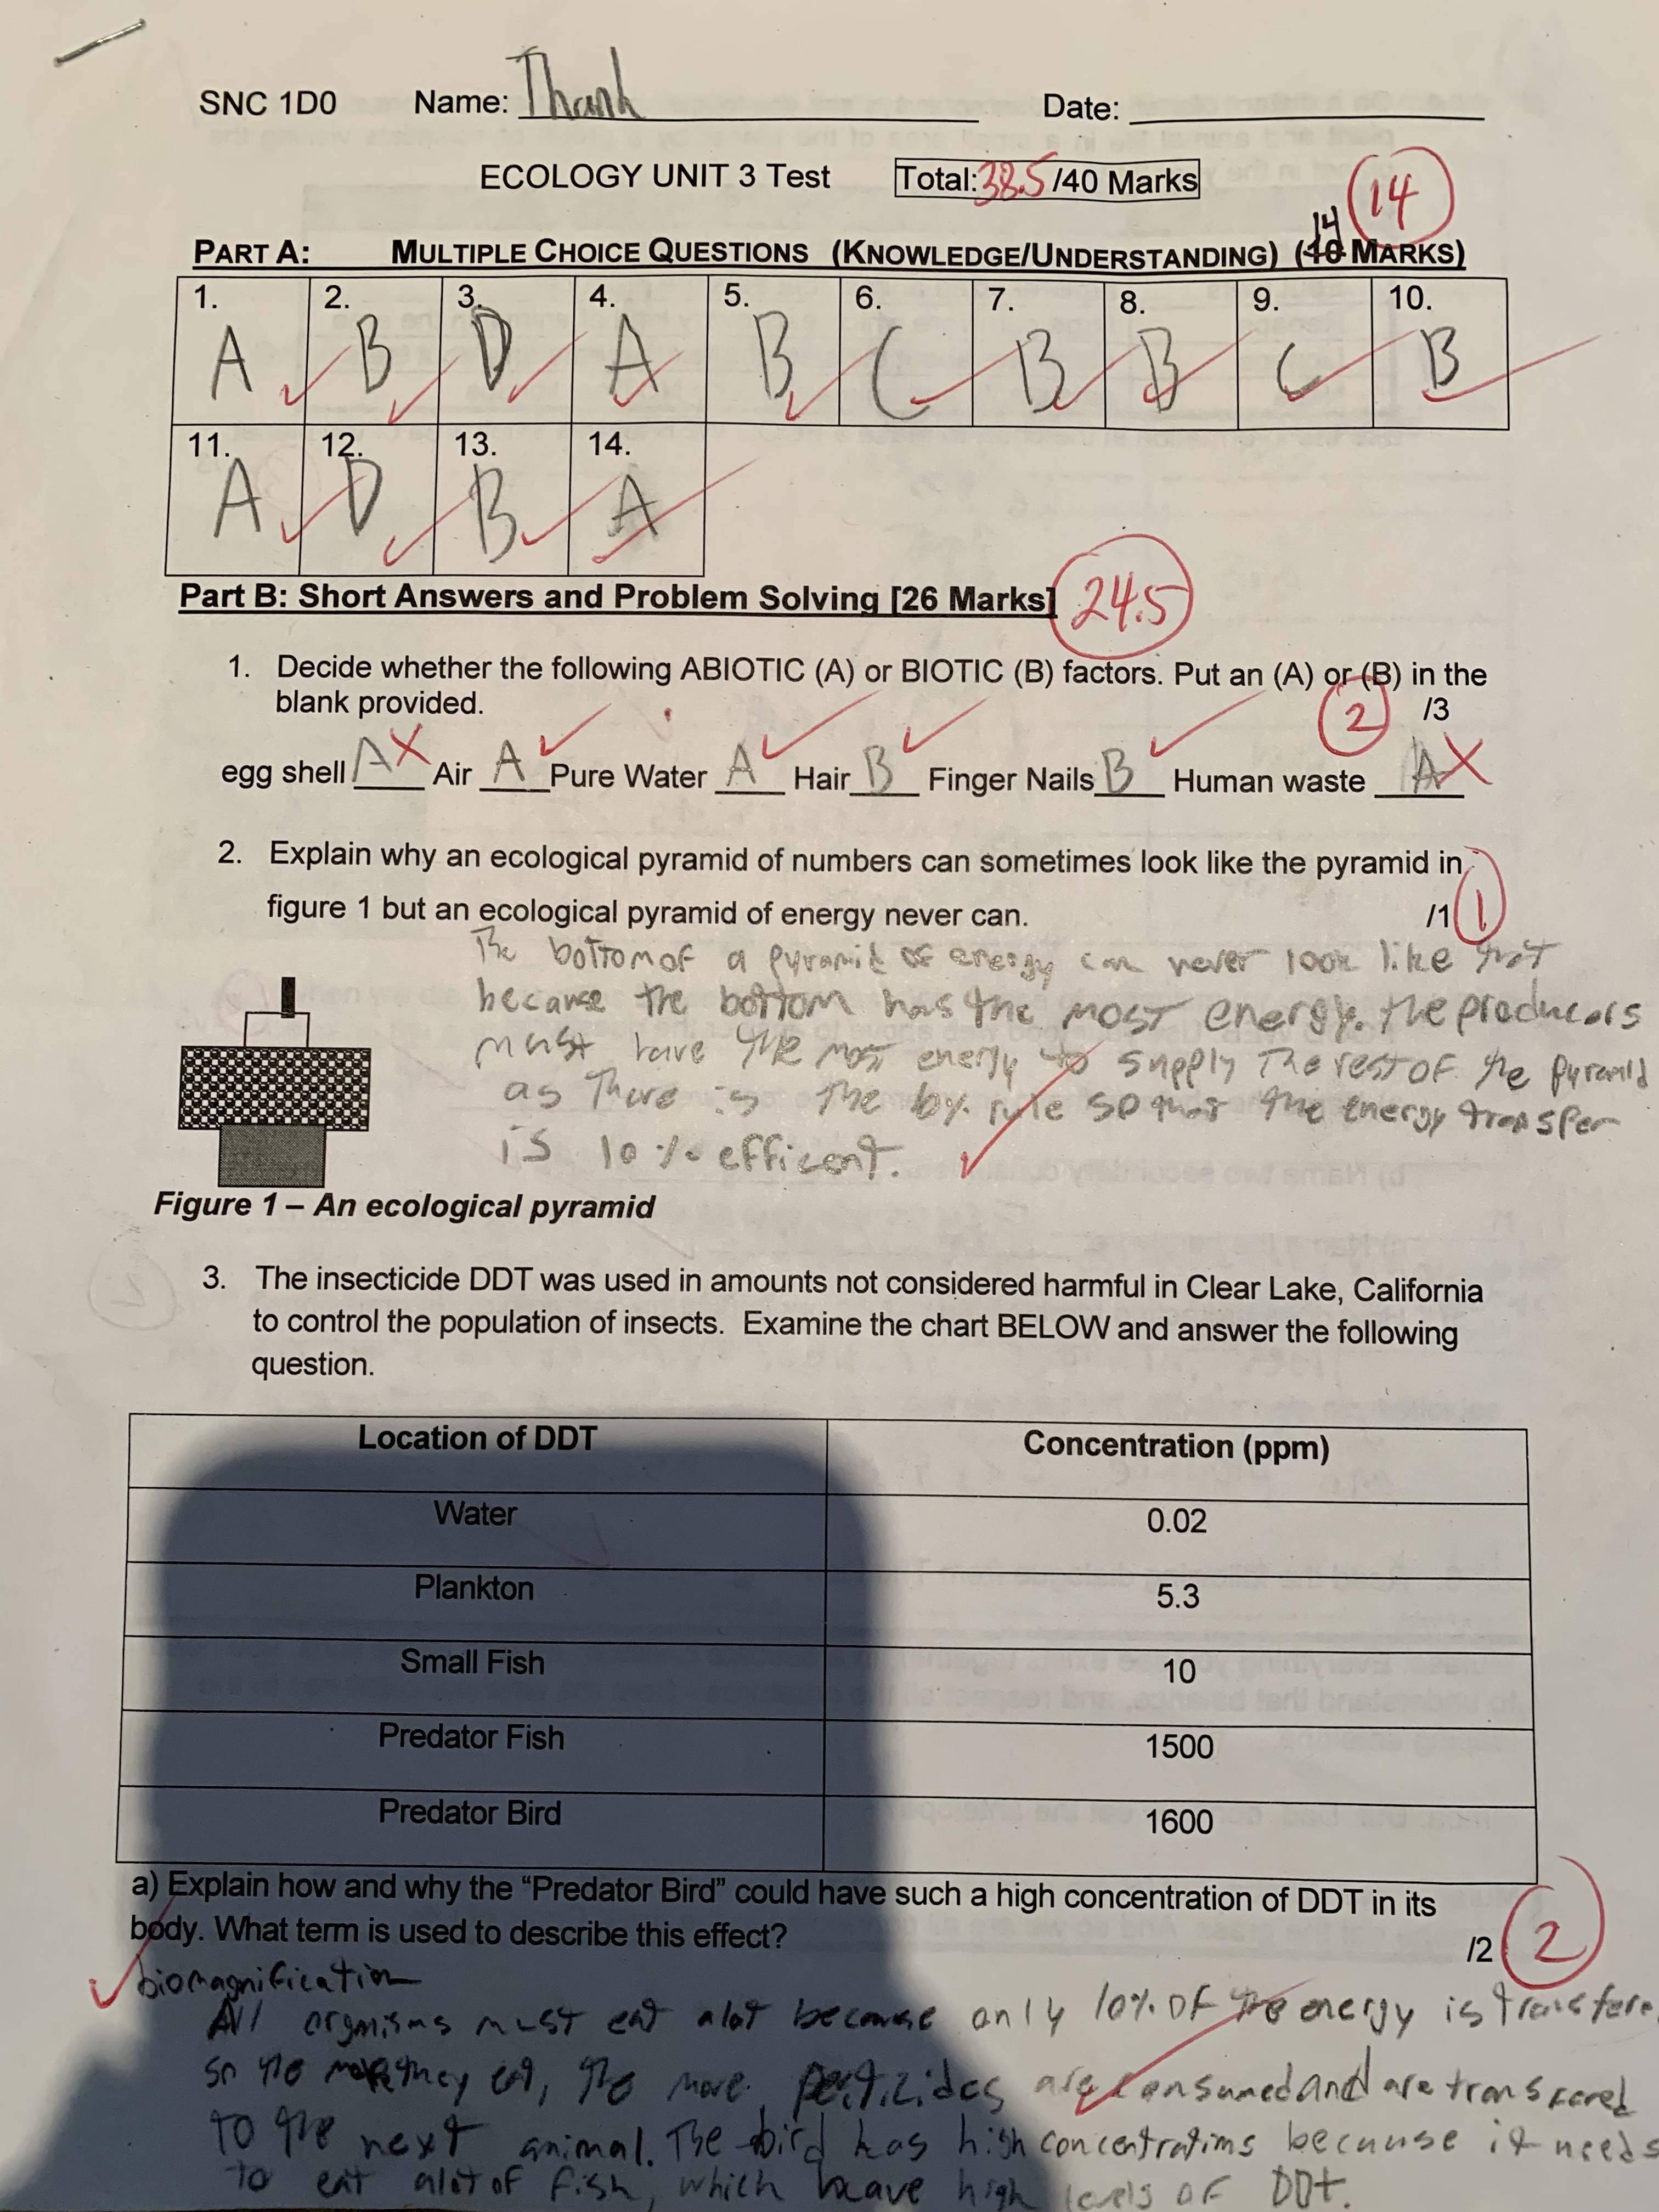 SNC 1D0 Name: Thank Date:
ECOLOGY UNIT 3 Test Total: 38.5 /40 Marks
14
14
PART A: MULTIPLE CHOICE QUESTIONS (KNOWLEDGE/UNDERSTANDING) (10 MARKS)
1. 2. 3. 4. 5. 6. 7. 8. 9. 10.
A B D A B C B B C B
11. 12. 13. 14.
A D B A
Part B: Short Answers and Problem Solving [26 Marks] 24.5
1. Decide whether the following ABIOTIC (A) or BIOTIC (B) factors. Put an (A) or (B) in the
blank provided. 2 /3
egg shell A Air A Pure Water A Hair B Finger Nails B Human waste A
2. Explain why an ecological pyramid of numbers can sometimes look like the pyramid in
figure 1 but an ecological pyramid of energy never can. /1 1
The bottom of a pyramid of energy can never look like that
because the bottom has the most energy. The producers
must have the most energy to supply the rest of the pyramid
as there is the rule so that the energy transfer
is 10% efficent.
Figure 1 – An ecological pyramid
3. The insecticide DDT was used in amounts not considered harmful in Clear Lake, California
to control the population of insects. Examine the chart BELOW and answer the following
question.
Location of DDT Concentration (ppm)
Water 0.02
Plankton 5.3
Small Fish 10
Predator Fish 1500
Predator Bird 1600
a) Explain how and why the “Predator Bird” could have such a high concentration of DDT in its
body. What term is used to describe this effect? /2 2
biomagnification
All orgnisms must eat alot because only 10% of the energy is transfere
so the more they eat, the more are consumed and are transfered
to the next animal. The bird has high concentrations because it needs
to eat alot of fish, which have high levels of DDT.